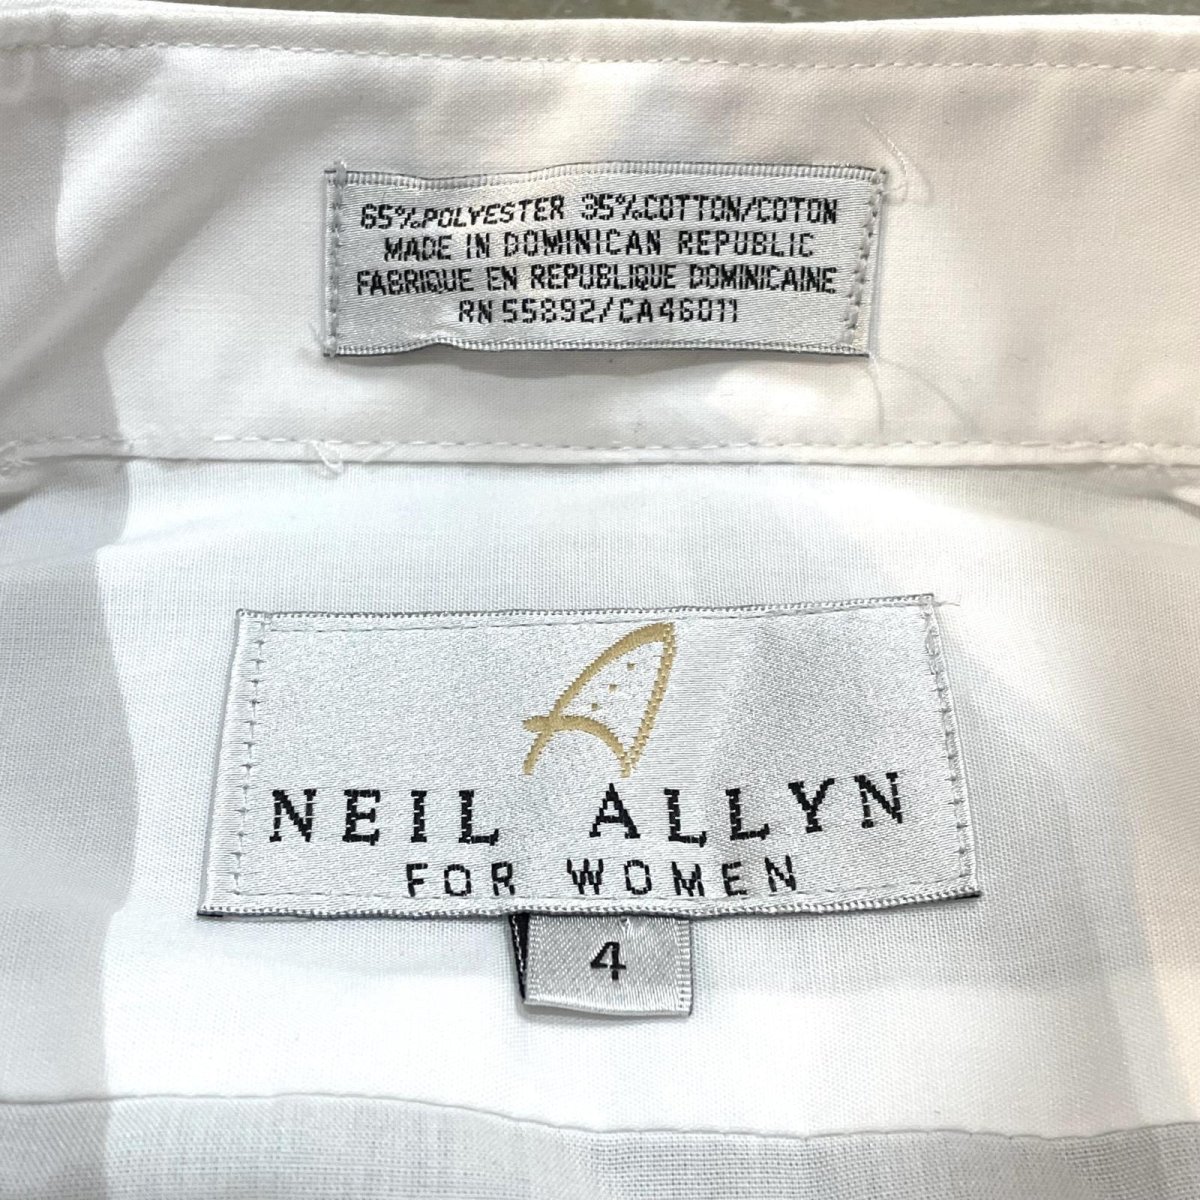 65%POLYESTER 35%COTTON/COTON
MADE IN DOMINICAN REPUBLIC
FABRIQUE EN REPUBLIQUE DOMINICAINE
RN 55892/CA46011
NEIL ALLYN
FOR WOMEN
4